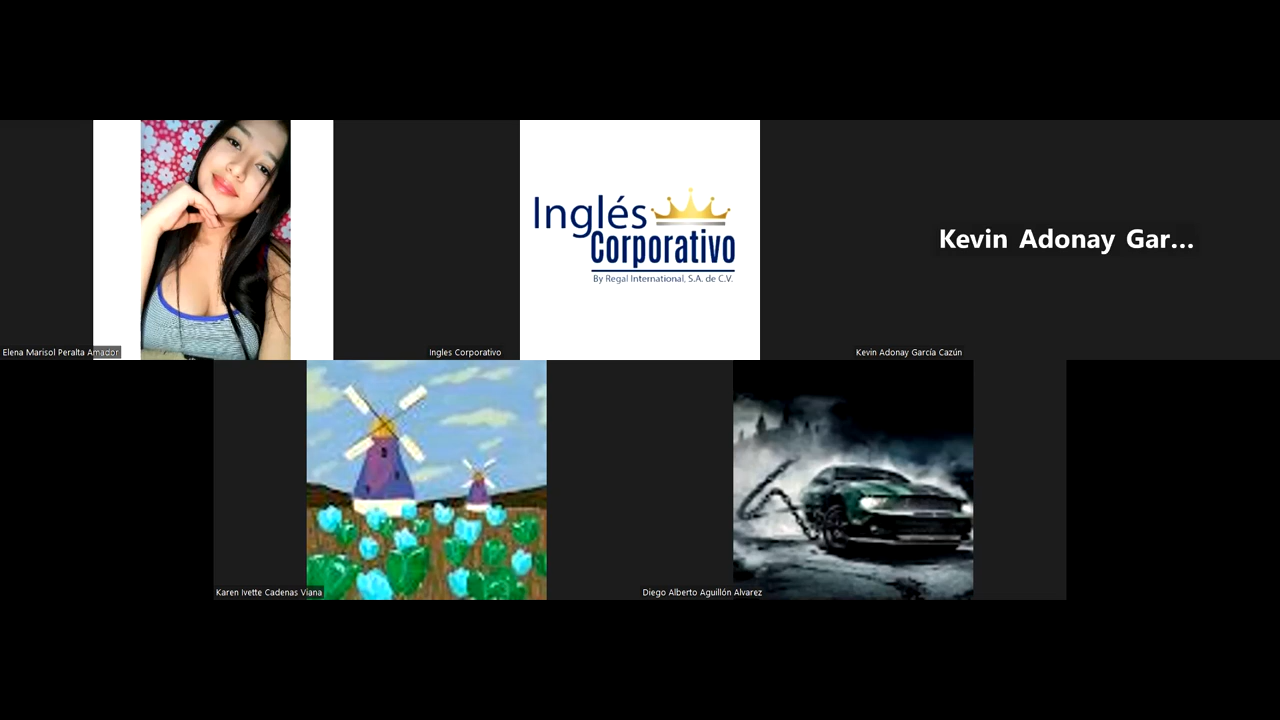 Inglés
Corporativo
By Regal International, S.A. de C.V.
Kevin Adonay Gar...
Elena Marisol Peralta Amador
Ingles Corporativo
Kevin Adonay García Cazún
Karen Ivette Cadenas Viana
Diego Alberto Aguillón Alvarez